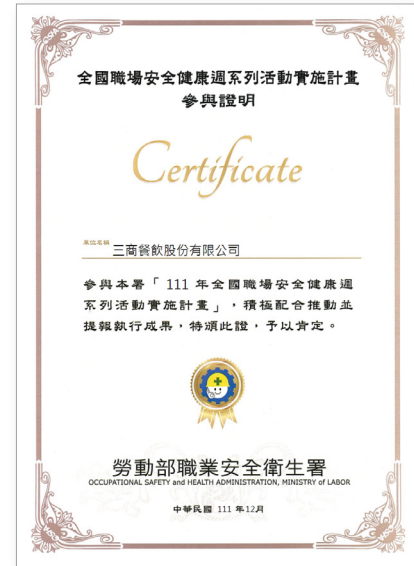 全國職場安全健康週系列活動實施計畫
參與證明
Certificate
單位名稱 三商餐飲股份有限公司
參與本署「111 年全國職場安全健康週
系列活動實施計畫」，積極配合推動並
提報執行成果，特頒此證，予以肯定。
勞動部職業安全衛生署
OCCUPATIONAL SAFETY and HEALTH ADMINISTRATION, MINISTRY of LABOR
中華民國 111 年12月